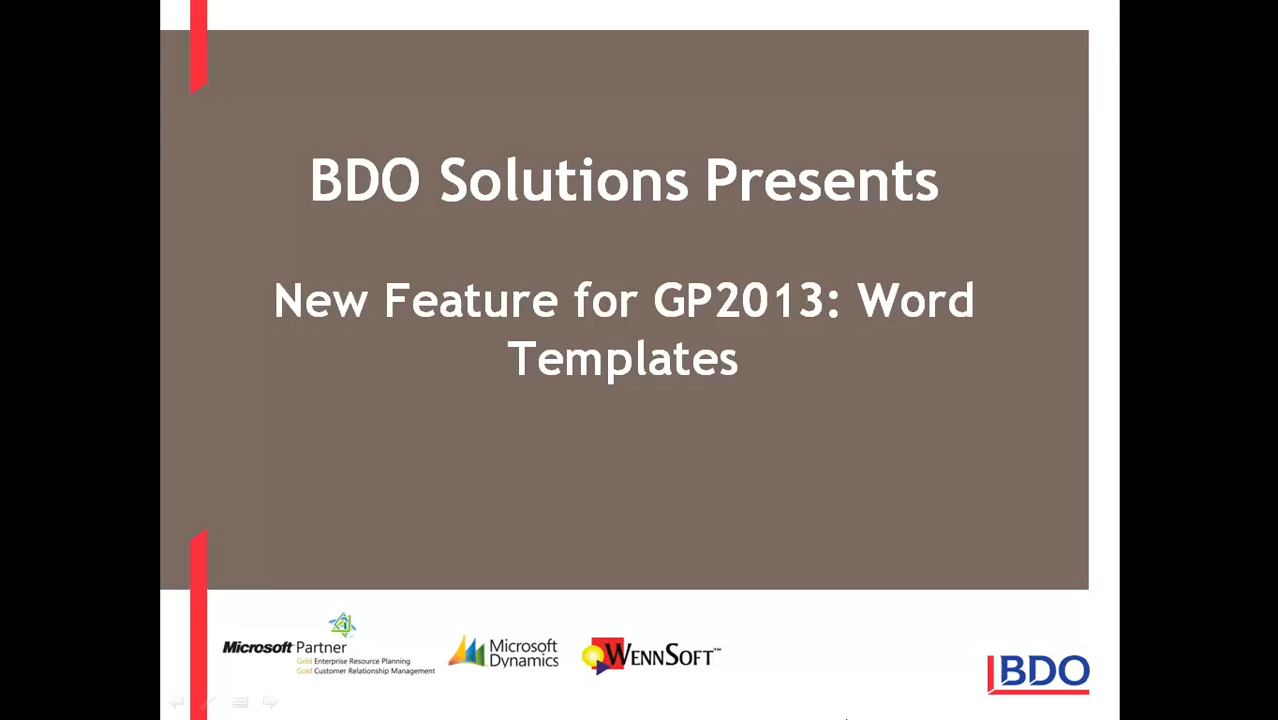 BDO Solutions Presents
New Feature for GP2013: Word
Templates
Microsoft Partner
Gold Enterprise Resource Planning
Gold Customer Relationship Management
Microsoft
Dynamics
WENNSOFT™
BDO